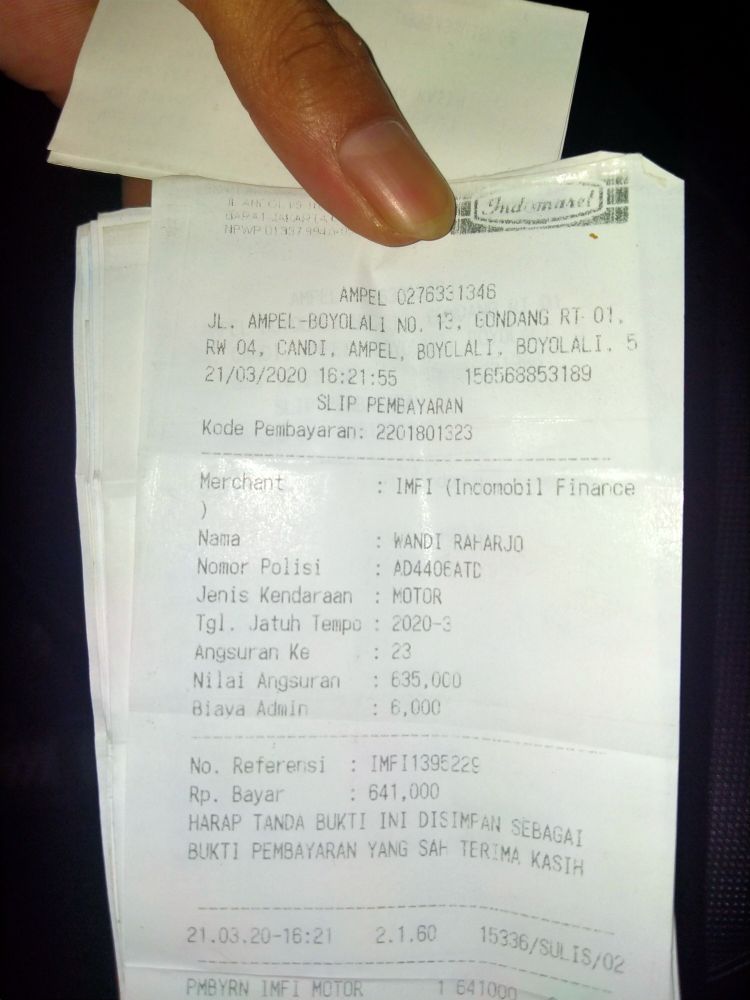 Indomaret
AMPEL 0276331346
JL. AMPEL-BOYOLALI NO. 13, GONDANG RT 01,
RW 04, CANDI, AMPEL, BOYOLALI, BOYOLALI, 5
21/03/2020 16:21:55 156568853189
SLIP PEMBAYARAN
Kode Pembayaran: 2201801323
Merchant : IMFI (Incomobil Finance
)
Nama : WANDI RAHARJO
Nomor Polisi : AD4406ATD
Jenis Kendaraan : MOTOR
Tgl. Jatuh Tempo : 2020-3
Angsuran Ke : 23
Nilai Angsuran : 635,000
Biaya Admin : 6,000
No. Referensi : IMFI1395229
Rp. Bayar : 641,000
HARAP TANDA BUKTI INI DISIMPAN SEBAGAI
BUKTI PEMBAYARAN YANG SAH TERIMA KASIH
21.03.20-16:21 2.1.60 15336/SULIS/02
PMBYRN IMFI MOTOR 1 641000